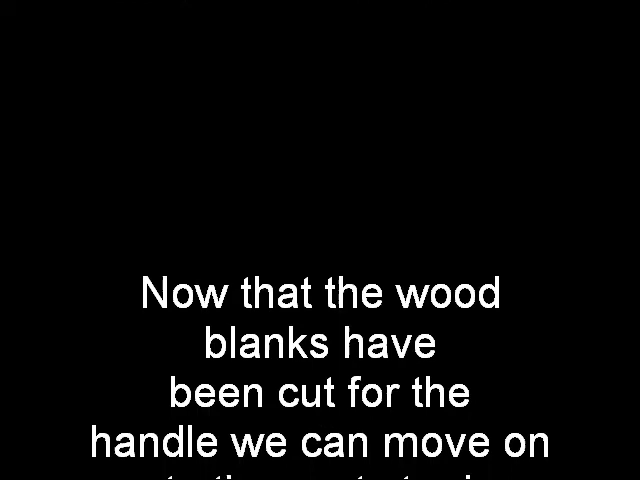 Now that the wood
blanks have
been cut for the
handle we can move on